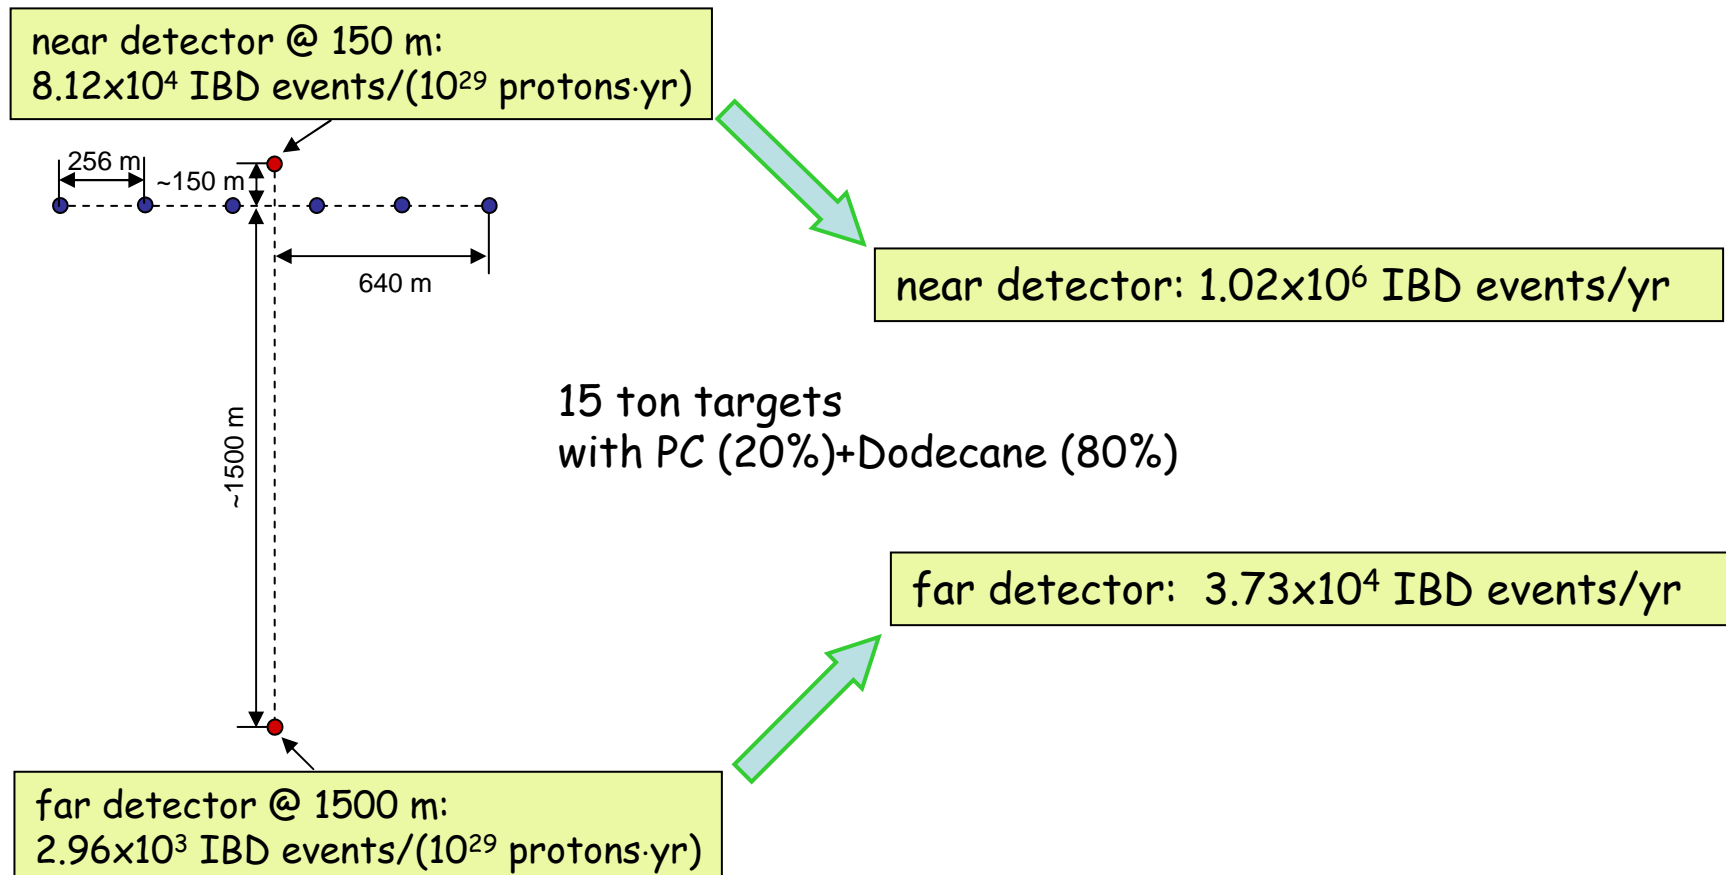 near detector @ 150 m:
8.12x10⁴ IBD events/(10²⁹ protons·yr)
256 m
~150 m
640 m
near detector: 1.02x10⁶ IBD events/yr
15 ton targets
with PC (20%)+Dodecane (80%)
~1500 m
far detector: 3.73x10⁴ IBD events/yr
far detector @ 1500 m:
2.96x10³ IBD events/(10²⁹ protons·yr)